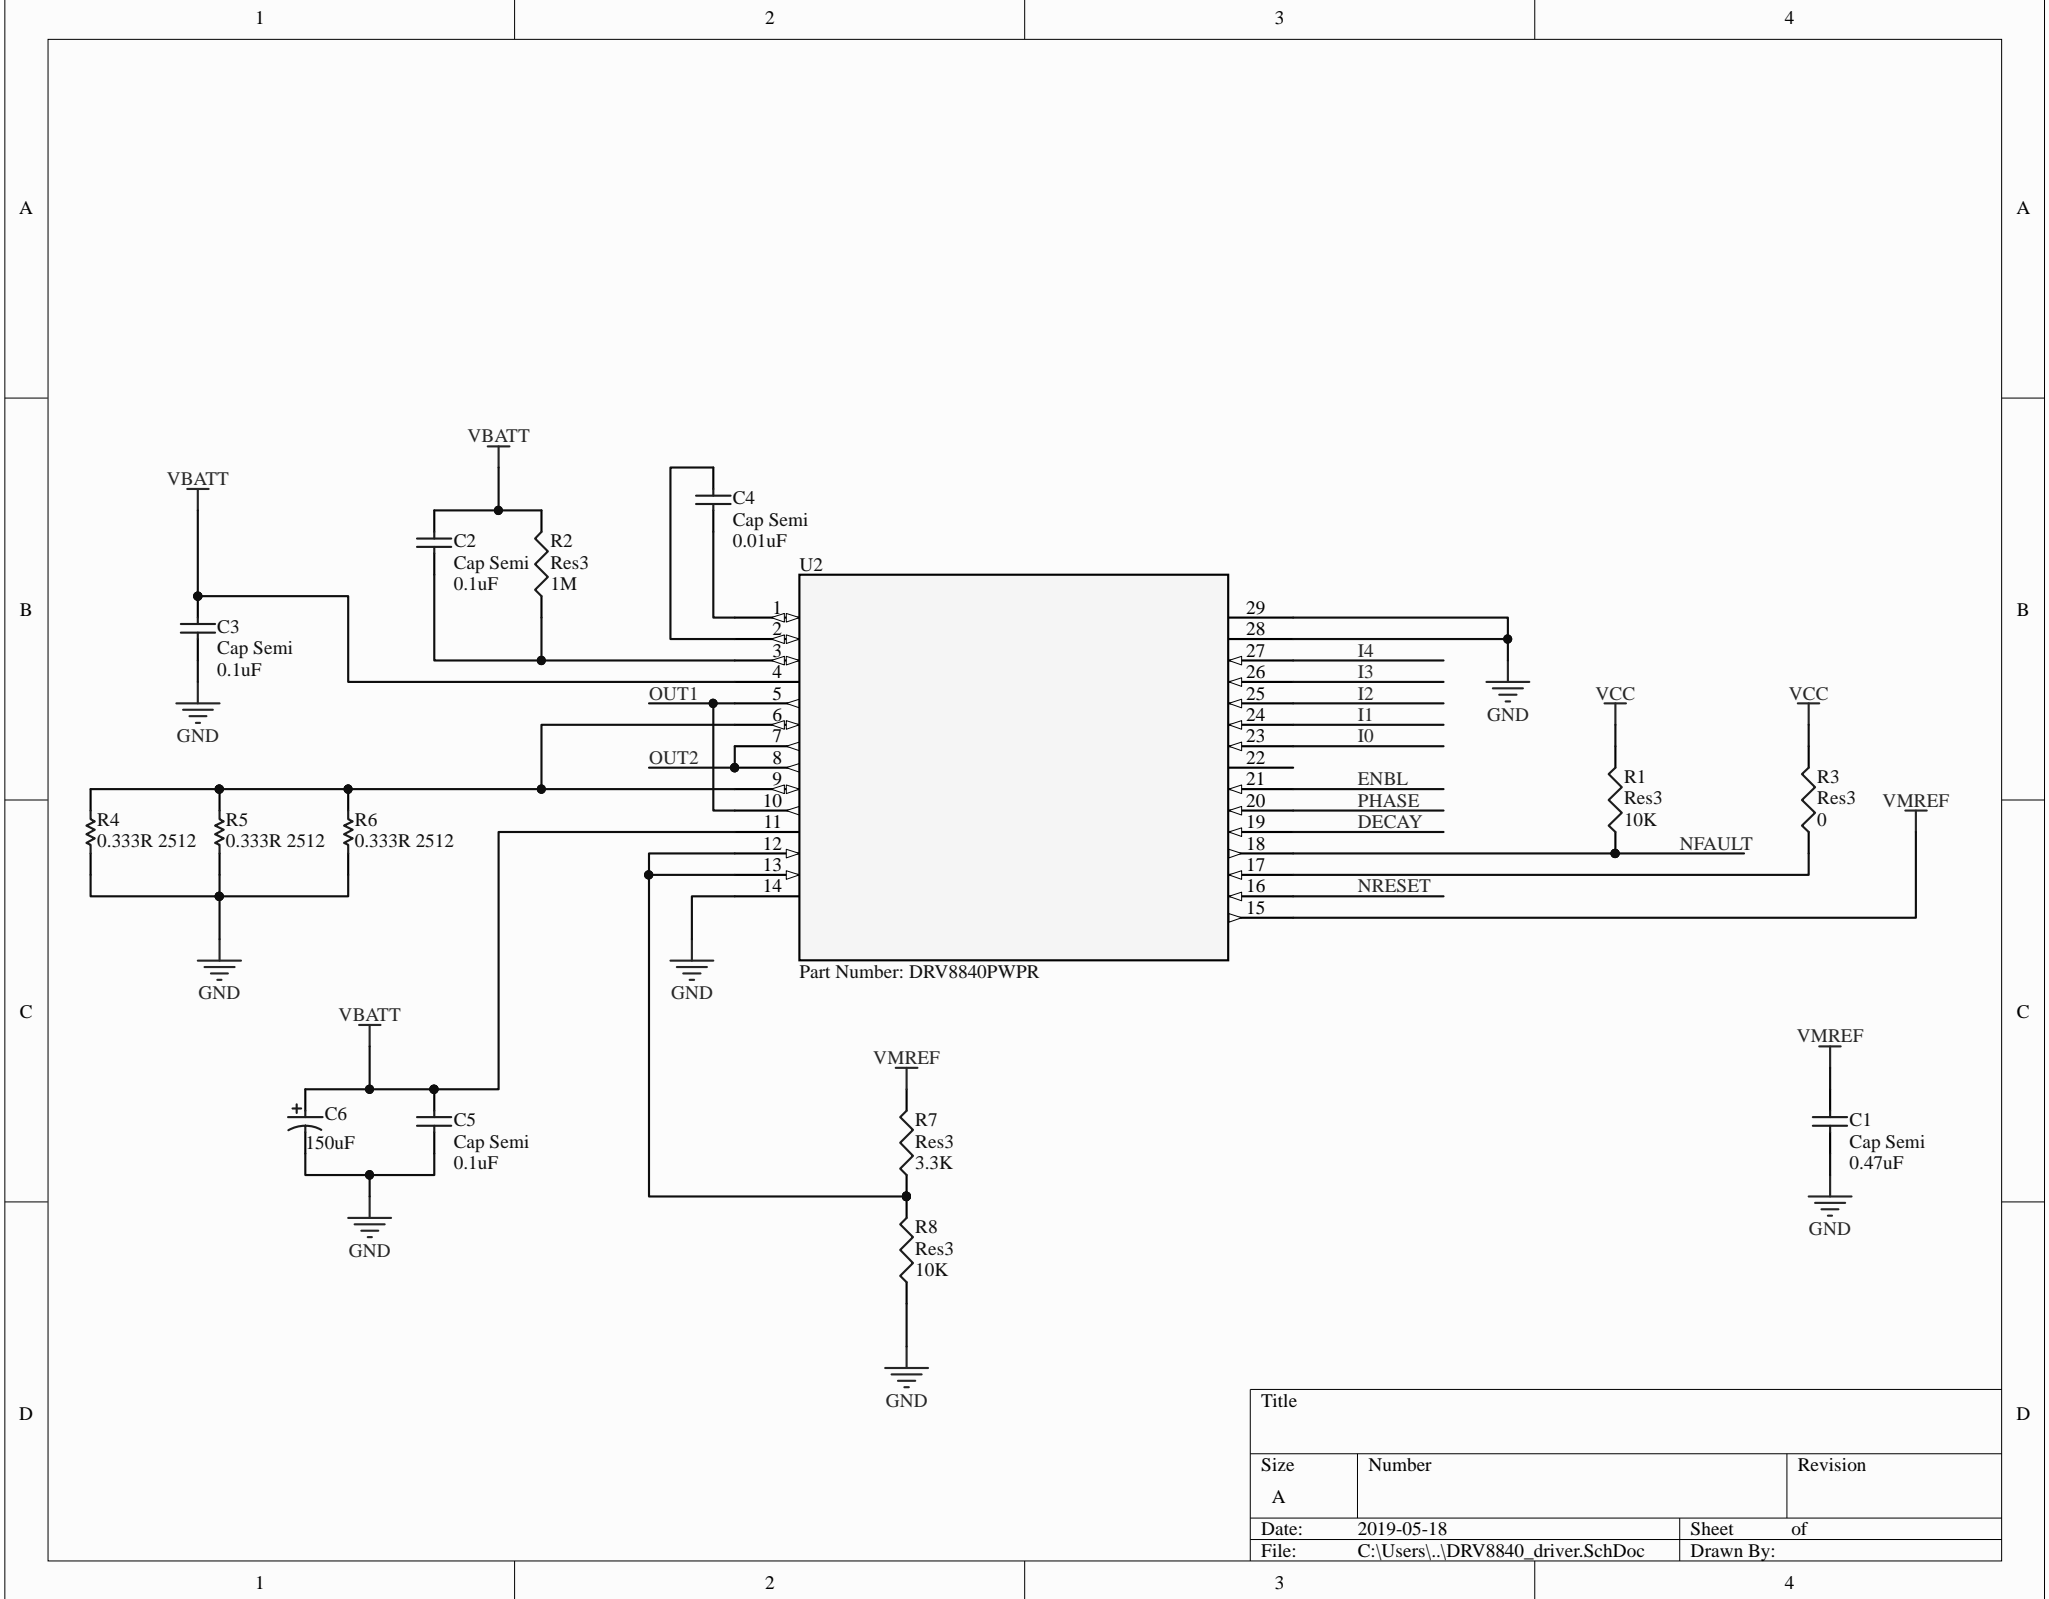 1 2 3 4
A A
VBATT
VBATT
C4
Cap Semi
0.01uF
C2
Cap Semi
0.1uF
R2
Res3
1M
U2
B B
C3
Cap Semi
0.1uF
GND
1
2
3
4
OUT1 5
6
7
OUT2 8
9
10
11
12
13
14
29
28
27 I4
26 I3
25 I2
24 I1
23 I0
22
21 ENBL
20 PHASE
19 DECAY
18 NFAULT
17
16 NRESET
15
GND
VCC
VCC
R1
Res3
10K
R3
Res3
0
VMREF
R4
0.333R 2512
R5
0.333R 2512
R6
0.333R 2512
GND
GND
Part Number: DRV8840PWPR
C C
VBATT
C6
150uF
+
C5
Cap Semi
0.1uF
GND
VMREF
R7
Res3
3.3K
R8
Res3
10K
GND
VMREF
C1
Cap Semi
0.47uF
GND
D D
Title
Size Number Revision
A
Date: 2019-05-18 Sheet of
File: C:\Users\..\DRV8840_driver.SchDoc Drawn By:
1 2 3 4